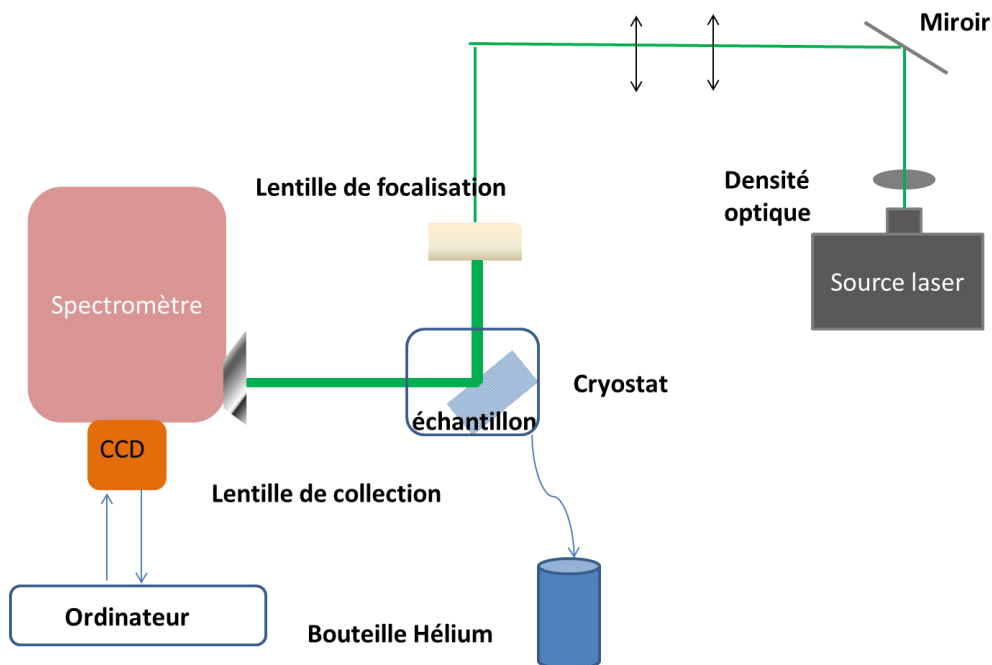 Miroir
Densité
optique
Lentille de focalisation
Source laser
Spectromètre
Cryostat
échantillon
CCD
Lentille de collection
Ordinateur
Bouteille Hélium